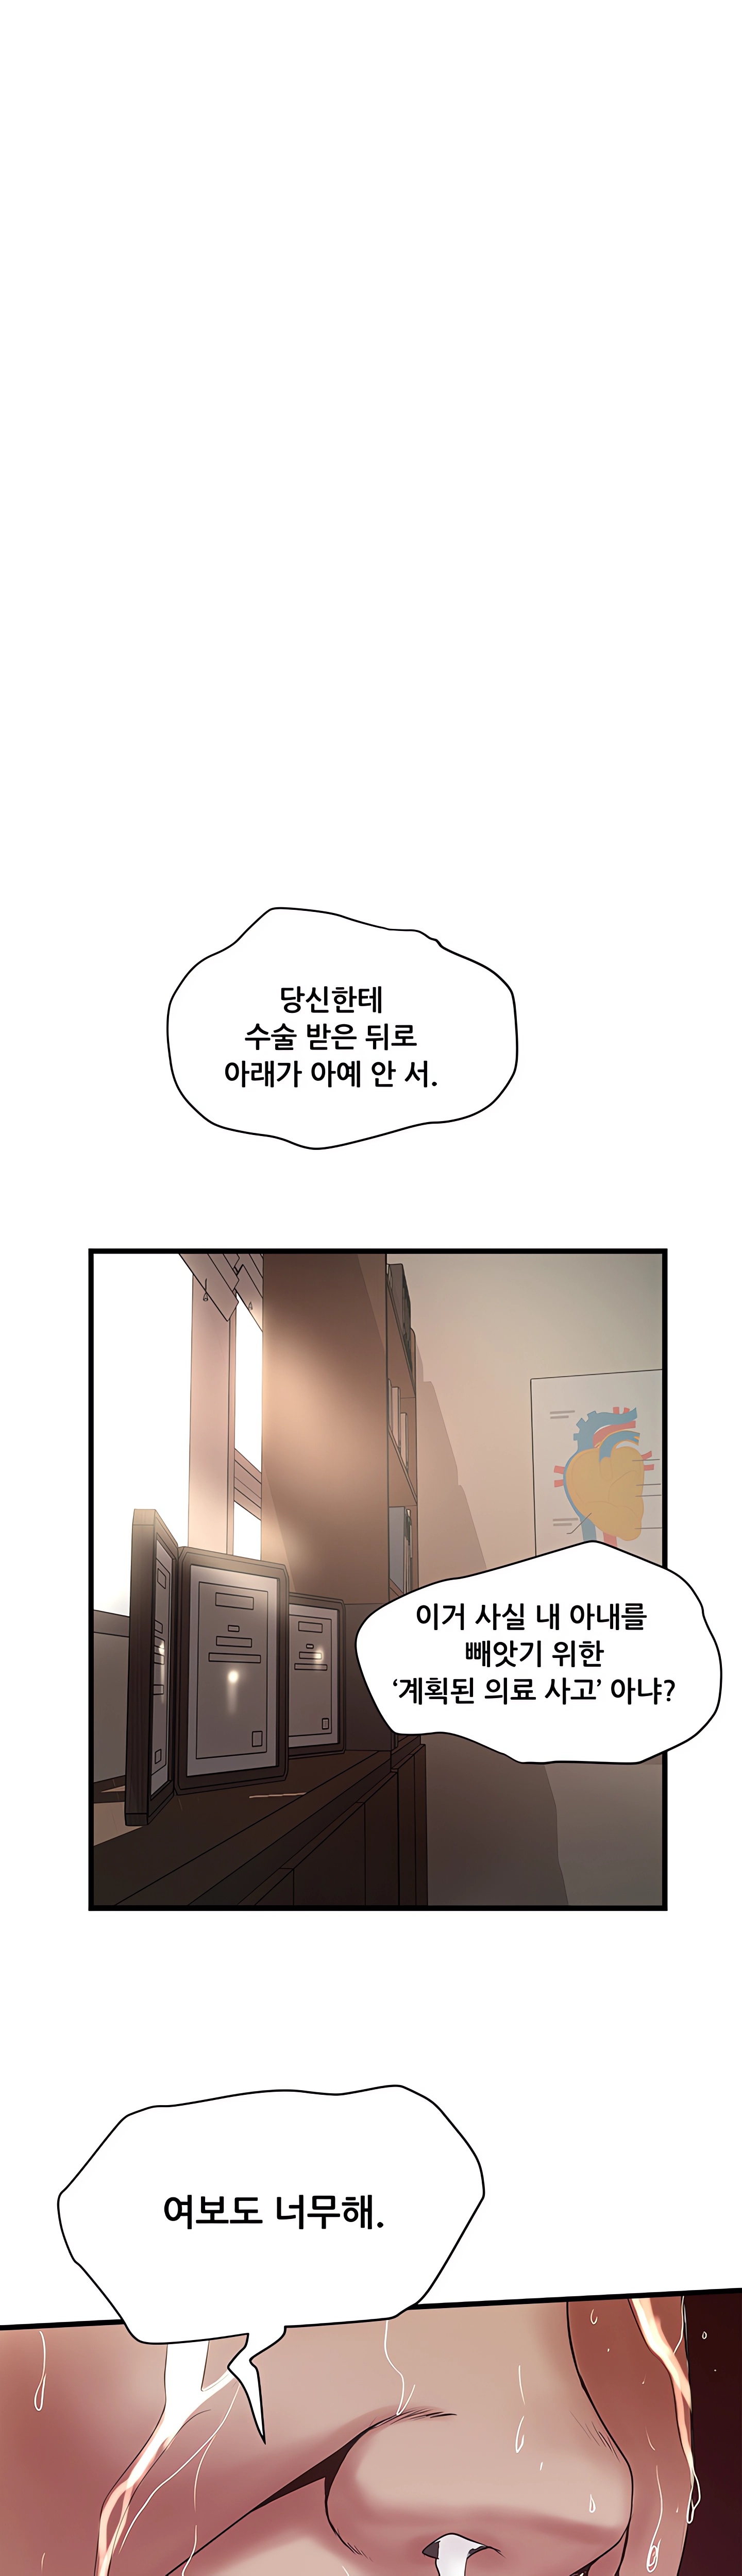 당신한테
수술 받은 뒤로
아래가 아예 안 서.
이거 사실 내 아내를
빼앗기 위한
‘계획된 의료 사고’ 아냐?
여보도 너무해.